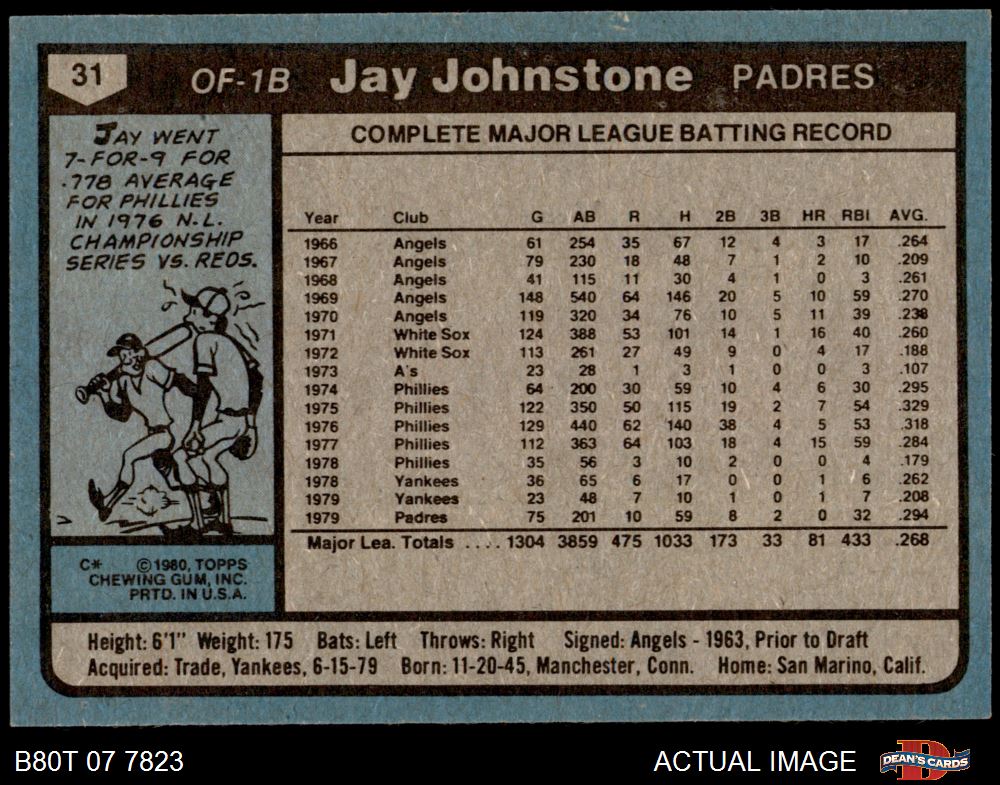 31 OF-1B Jay Johnstone PADRES
JAY WENT
7-FOR-9 FOR
.778 AVERAGE
FOR PHILLIES
IN 1976 N.L.
CHAMPIONSHIP
SERIES VS. REDS.
C* ©1980, TOPPS
CHEWING GUM, INC.
PRTD. IN U.S.A.
COMPLETE MAJOR LEAGUE BATTING RECORD
Year Club G AB R H 2B 3B HR RBI AVG.
1966 Angels 61 254 35 67 12 4 3 17 .264
1967 Angels 79 230 18 48 7 1 2 10 .209
1968 Angels 41 115 11 30 4 1 0 3 .261
1969 Angels 148 540 64 146 20 5 10 59 .270
1970 Angels 119 320 34 76 10 5 11 39 .238
1971 White Sox 124 388 53 101 14 1 16 40 .260
1972 White Sox 113 261 27 49 9 0 4 17 .188
1973 A's 23 28 1 3 1 0 0 3 .107
1974 Phillies 64 200 30 59 10 4 6 30 .295
1975 Phillies 122 350 50 115 19 2 7 54 .329
1976 Phillies 129 440 62 140 38 4 5 53 .318
1977 Phillies 112 363 64 103 18 4 15 59 .284
1978 Phillies 35 56 3 10 2 0 0 4 .179
1978 Yankees 36 65 6 17 0 0 1 6 .262
1979 Yankees 23 48 7 10 1 0 1 7 .208
1979 Padres 75 201 10 59 8 2 0 32 .294
Major Lea. Totals .... 1304 3859 475 1033 173 33 81 433 .268
Height: 6'1" Weight: 175 Bats: Left Throws: Right Signed: Angels - 1963, Prior to Draft
Acquired: Trade, Yankees, 6-15-79 Born: 11-20-45, Manchester, Conn. Home: San Marino, Calif.
B80T 07 7823 ACTUAL IMAGE DEAN'S CARDS